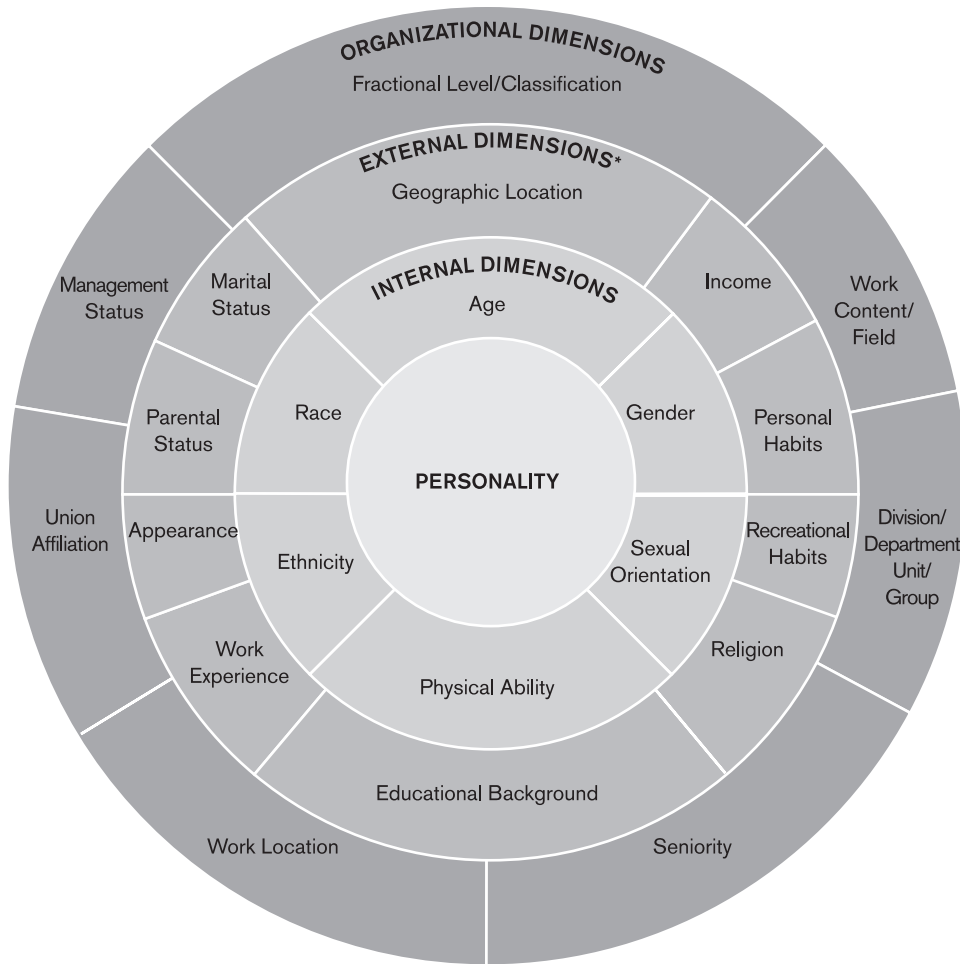 ORGANIZATIONAL DIMENSIONS
Fractional Level/Classification
EXTERNAL DIMENSIONS*
Geographic Location
INTERNAL DIMENSIONS
Age
Marital
Status
Income
Management
Status
Work
Content/
Field
Race
Gender
Parental
Status
Personal
Habits
PERSONALITY
Union
Affiliation
Appearance
Ethnicity
Sexual
Orientation
Recreational
Habits
Division/
Department
Unit/
Group
Work
Experience
Religion
Physical Ability
Educational Background
Work Location
Seniority